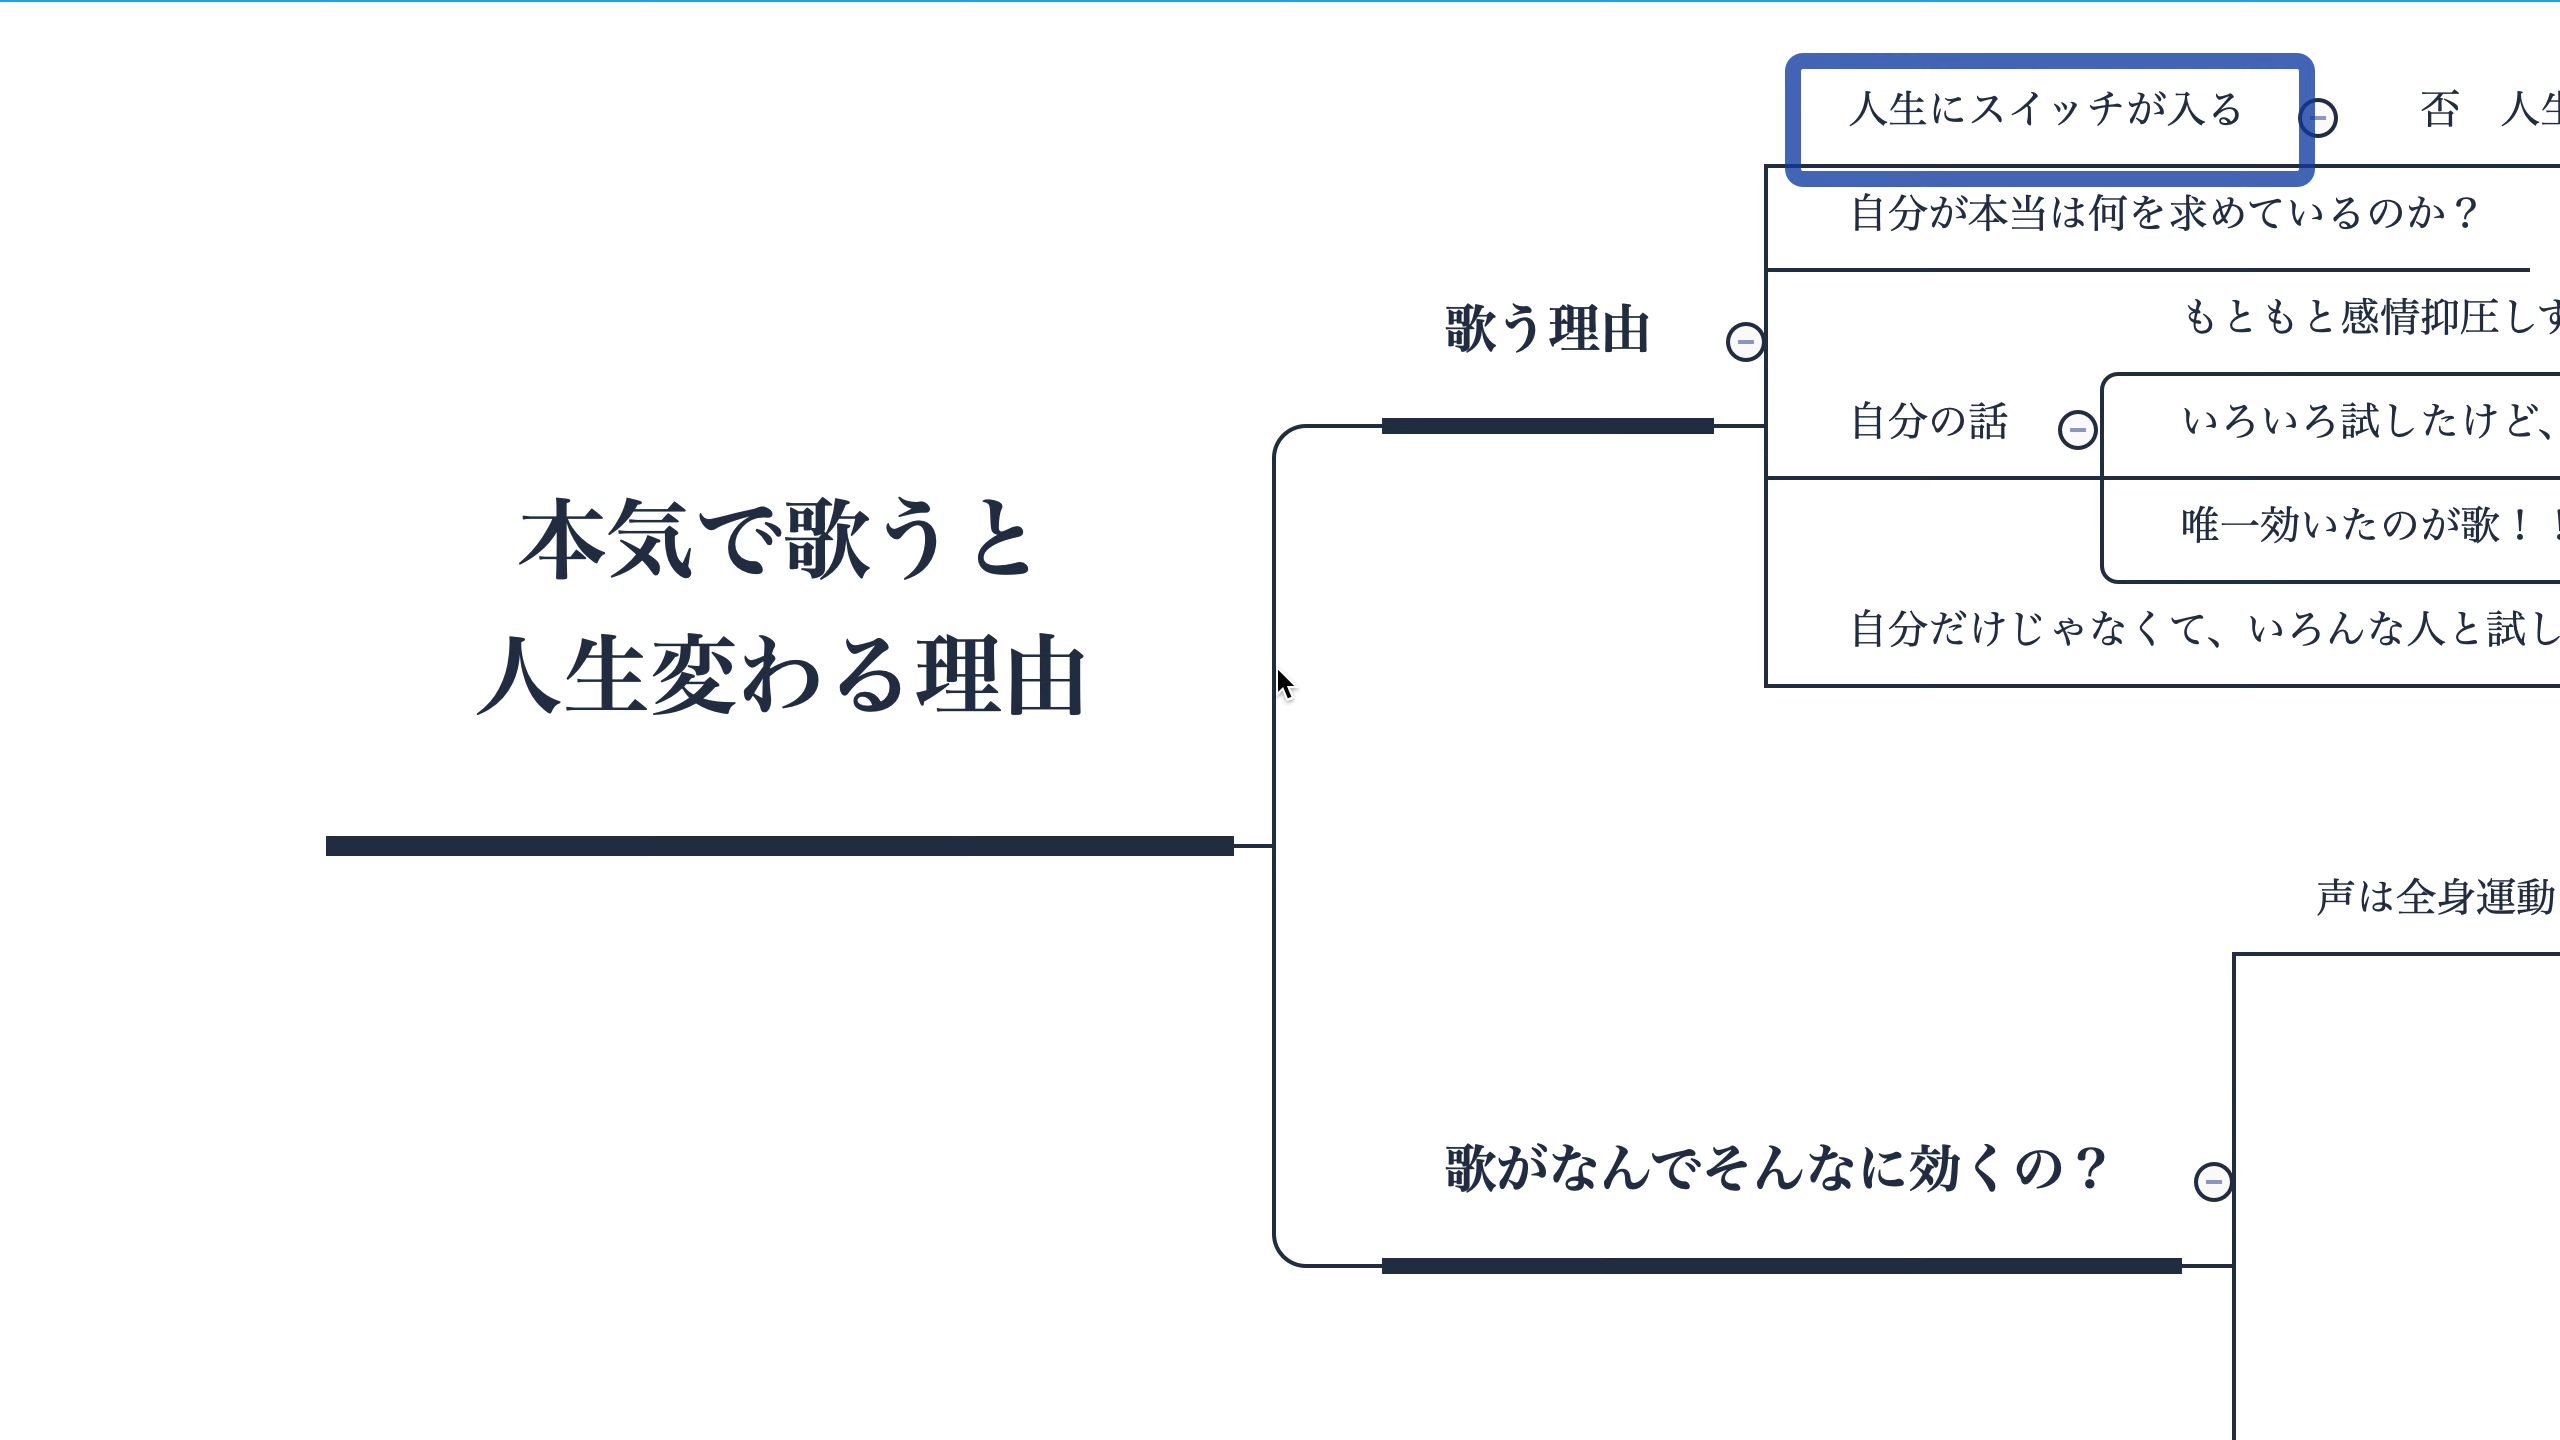 本気で歌うと
人生変わる理由
歌う理由
人生にスイッチが入る
否　人生
自分が本当は何を求めているのか？
自分の話
もともと感情抑圧しす
いろいろ試したけど、
唯一効いたのが歌！！
自分だけじゃなくて、いろんな人と試し
歌がなんでそんなに効くの？
声は全身運動